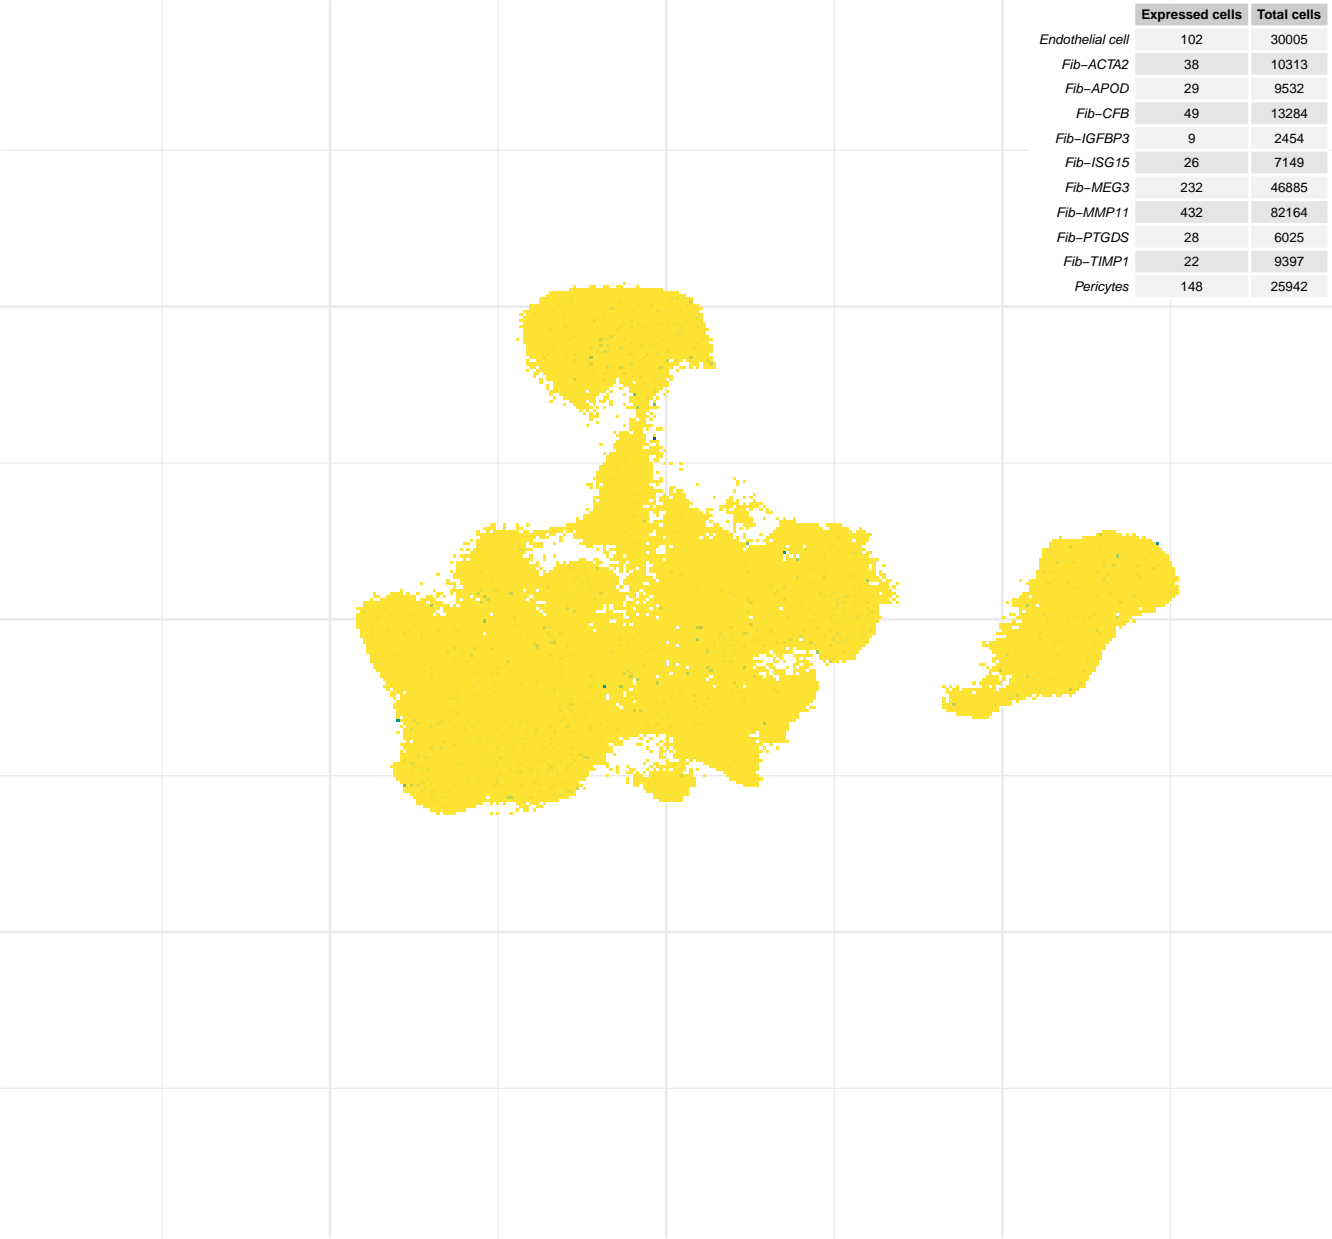 Expressed cells Total cells
Endothelial cell 102 30005
Fib−ACTA2 38 10313
Fib−APOD 29 9532
Fib−CFB 49 13284
Fib−IGFBP3 9 2454
Fib−ISG15 26 7149
Fib−MEG3 232 46885
Fib−MMP11 432 82164
Fib−PTGDS 28 6025
Fib−TIMP1 22 9397
Pericytes 148 25942